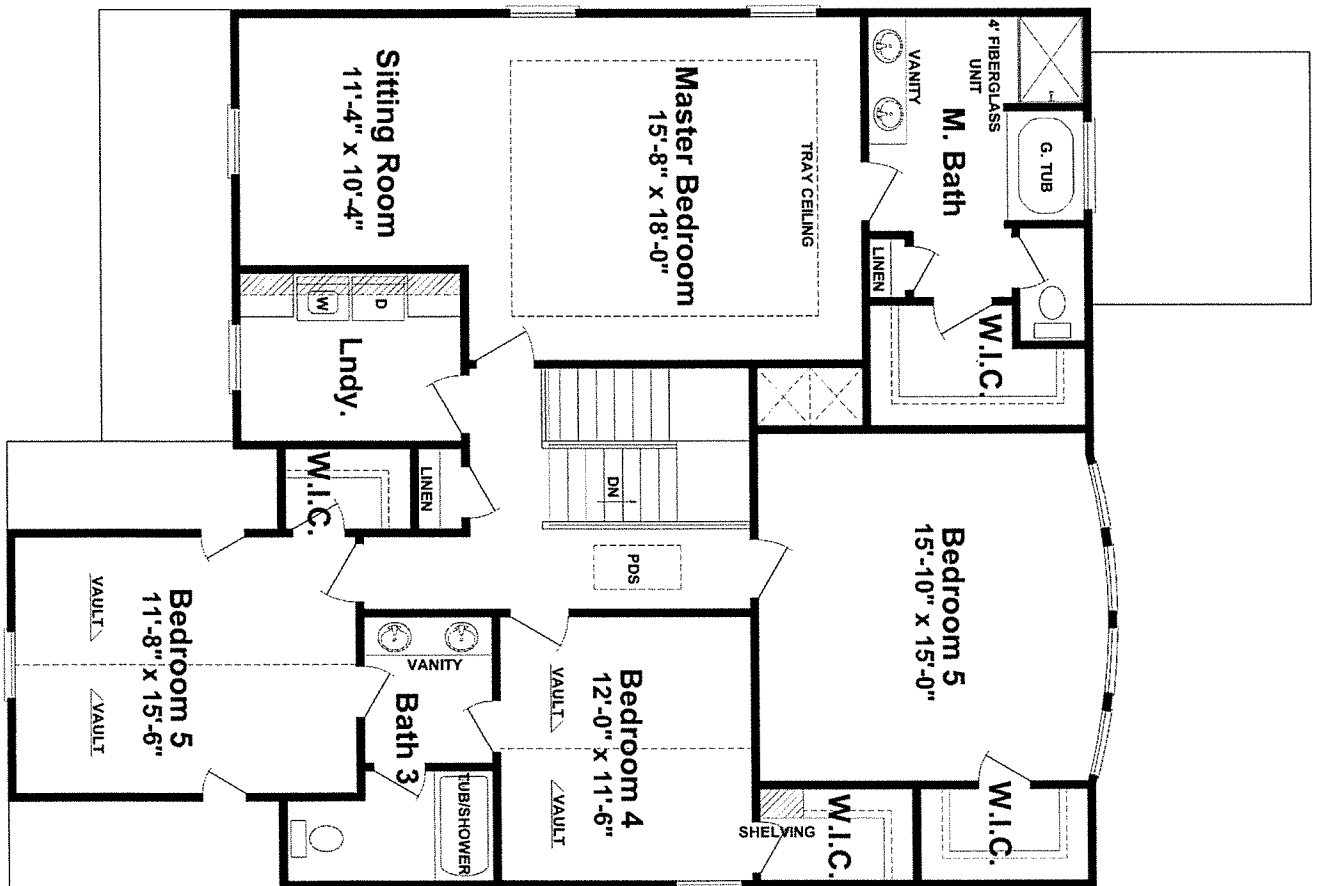 4' FIBERGLASS
UNIT
VANITY
M. Bath
G. TUB
LINEN
W.I.C.
Sitting Room
11'-4" x 10'-4"
Master Bedroom
15'-8" x 18'-0"
TRAY CEILING
W
D
Lndy.
W.I.C.
LINEN
DN
PDS
Bedroom 5
15'-10" x 15'-0"
Bedroom 5
11'-8" x 15'-6"
VAULT
VAULT
VANITY
Bath 3
TUB/SHOWER
Bedroom 4
12'-0" x 11'-6"
VAULT
VAULT
SHELVING
W.I.C.
W.I.C.